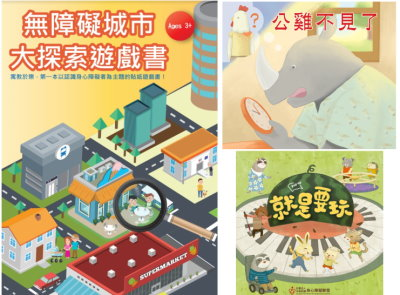 無障礙城市
大探索遊戲書
Ages 3+
寓教於樂，第一本以認識身心障礙者為主題的貼紙遊戲書！
SUPERMARKET
公雞不見了
?
就是要玩